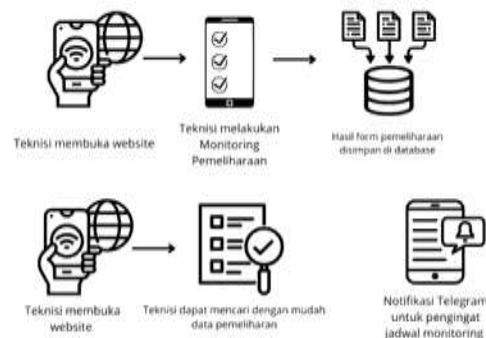 Teknisi membuka website
Teknisi melakukan
Monitoring
Pemeliharaan
Hasil form pemeliharaan
disimpan di database
Teknisi membuka
website
Teknisi dapat mencari dengan mudah
data pemeliharan
Notifikasi Telegram
untuk pengingat
jadwal monitoring